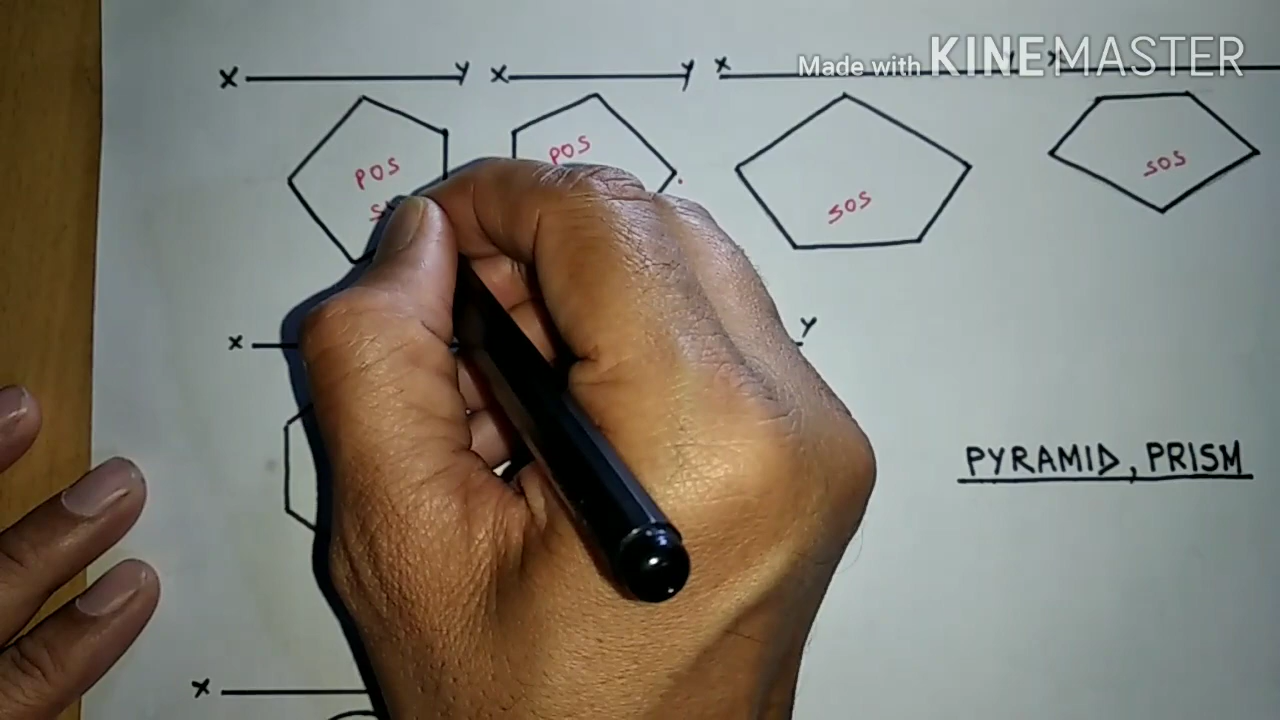 Made with KINEMASTER
x y x y x x
POS POS
SOS SOS
x y
PYRAMID, PRISM
x